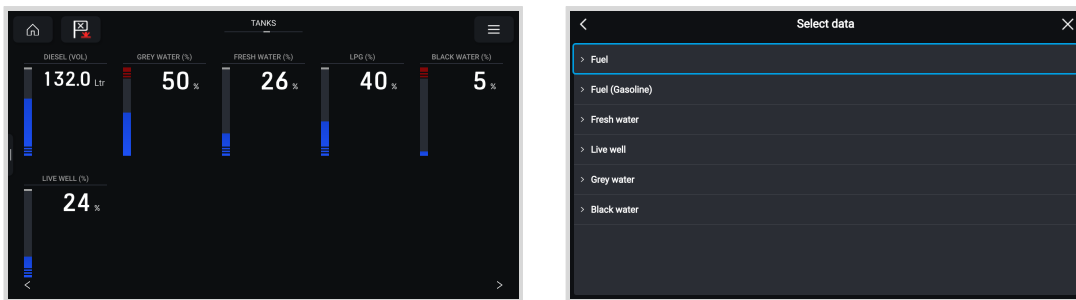 TANKS
DIESEL (VOL)
132.0 Ltr
GREY WATER (%)
50 %
FRESH WATER (%)
26 %
LPG (%)
40 %
BLACK WATER (%)
5 %
LIVE WELL (%)
24 %
Select data
Fuel
Fuel (Gasoline)
Fresh water
Live well
Grey water
Black water